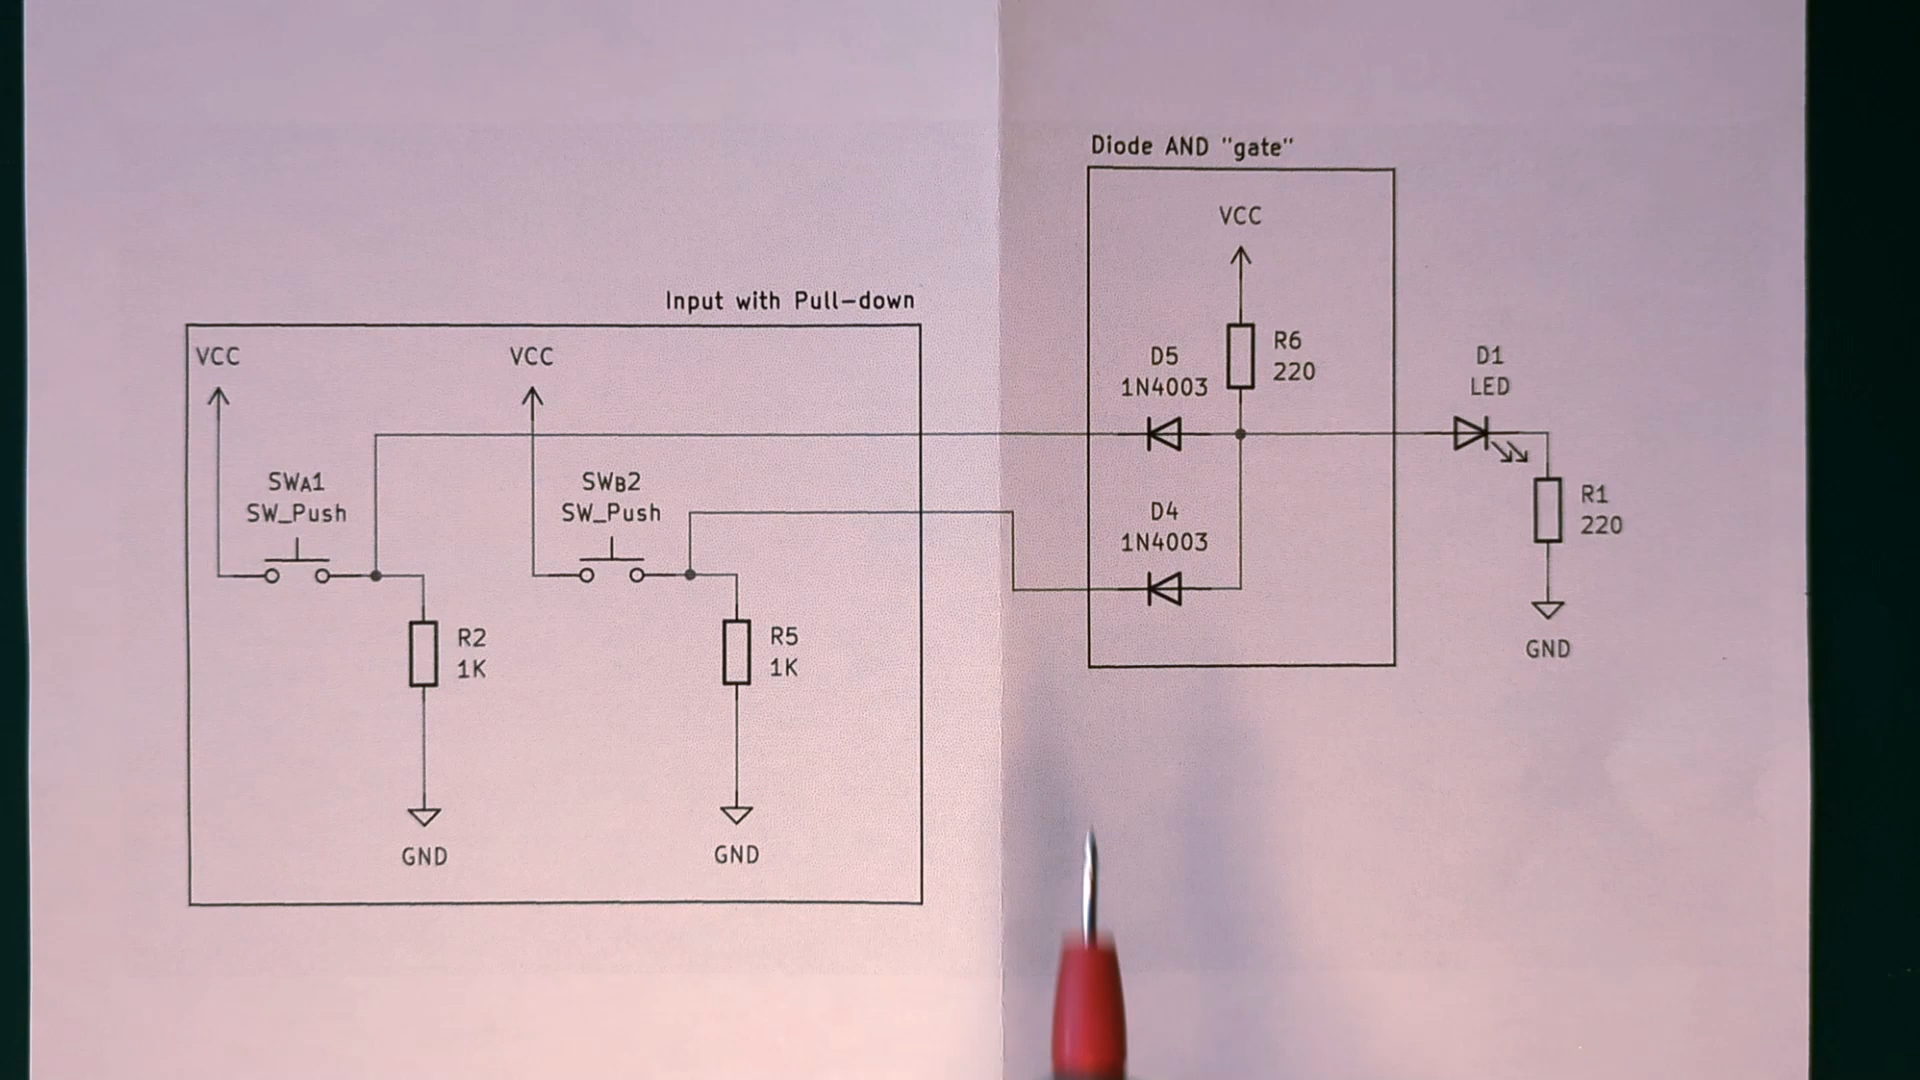 Diode AND "gate"
VCC
R6
220
D5
1N4003
D4
1N4003
D1
LED
R1
220
GND
Input with Pull-down
VCC
VCC
SWA1
SW_Push
SWB2
SW_Push
R2
1K
R5
1K
GND
GND